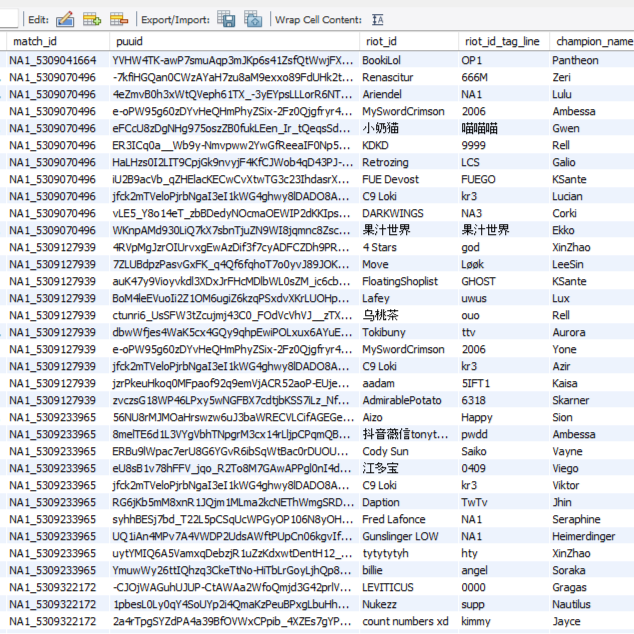 Edit: Export/Import: Wrap Cell Content: IA
match_id puuid riot_id riot_id_tag_line champion_name
NA1_5309041664 YVHW4TK-awP7smuAqp3mJKp6s41ZsfQtWwjFX... BookiLol OP1 Pantheon
NA1_5309070496 -7kfiHGQan0CWzAYaH7zu8aM9exxo89FdUHk2t... Renascitur 666M Zeri
NA1_5309070496 4eZmvB0h3xWtQVeph61TX_-3yEYpsLLLorR6NT... Ariendel NA1 Lulu
NA1_5309070496 e-oPW95g60zDYvHeQHmPhyZSix-2Fz0Qjgfryr4... MySwordCrimson 2006 Ambessa
NA1_5309070496 eFCcU8zDgNHg975oszZB0fukLEen_Ir_tQeqsSd... 小奶猫 喵喵喵 Gwen
NA1_5309070496 ER3ICq0a__Wb9y-Nmvpww2YwGfReeaIF0Np5... KDKD 9999 Rell
NA1_5309070496 HaLHzs0I2LIT9CpjGk9nvyjF4KfCJWob4qD43PJ-... Retrozing LCS Galio
NA1_5309070496 iU2B9acVb_qZHElacKECwCvXtwTG3c23IhdasrX... FUE Devost FUEGO KSante
NA1_5309070496 jfck2mTVeloPjrbNgaI3eI1kWG4ghwy8lDADO8A... C9 Loki kr3 Lucian
NA1_5309070496 vLE5_Y8o14eT_zbBDedyNOcmaOEWIP2dKKIps... DARKWINGS NA3 Corki
NA1_5309070496 WKnpAMd930LiQ7kX7sbnTjuZN9WI8jqmnc8Zsc... 果汁世界 果汁世界 Ekko
NA1_5309127939 4RVpMgJzrOIUrvxgEwAzDif3f7cyADFCZDh9PR... 4 Stars god XinZhao
NA1_5309127939 7ZLUBdpzPasvGxFK_q4Qf6fqhoT7o0yvJ89JOK... Move Løøk LeeSin
NA1_5309127939 auK47y9Vioyvkdl3XDxJrFHcMDlbWL0sZM_ic6cb... FloatingShoplist GHOST KSante
NA1_5309127939 BoM4leEVuoIi2Z1OM6ugiZ6kzqPSxdvXKrLUOHp... Lafey uwus Lux
NA1_5309127939 ctunri6_UsSFW3tZcujmj43C0_FOdVcVhVJ__zTX... 乌桃茶 ouo Rell
NA1_5309127939 dbwWfjes4WaK5cx4GQy9qhpEwiPOLxux6AYuE... Tokibuny ttv Aurora
NA1_5309127939 e-oPW95g60zDYvHeQHmPhyZSix-2Fz0Qjgfryr4... MySwordCrimson 2006 Yone
NA1_5309127939 jfck2mTVeloPjrbNgaI3eI1kWG4ghwy8lDADO8A... C9 Loki kr3 Azir
NA1_5309127939 jzrPkeuHkoq0MFpaof92q9emVjACR52aoP-EUje... aadam 5IFT1 Kaisa
NA1_5309127939 zvczsG18WP46LPxy5wNGFBX7cdtjbKSS7lLz_Nf... AdmirablePotato 6318 Skarner
NA1_5309233965 56NU8rMJMOaHrswzw6uJ3baWRECVLCifAGEGe... Aizo Happy Sion
NA1_5309233965 8melTE6d1L3VYgVbhTNpgrM3cx14rLljpCPqmQB... 抖音薇信tonyt... pwdd Ambessa
NA1_5309233965 ERBu9lWpac7erU8G6YGvR6ibSqWtBac0rDUOU... Cody Sun Saiko Vayne
NA1_5309233965 eU8sB1v78hFFV_jqo_R2To8M7GAwAPPgl0nI4d... 江多宝 0409 Viego
NA1_5309233965 jfck2mTVeloPjrbNgaI3eI1kWG4ghwy8lDADO8A... C9 Loki kr3 Viktor
NA1_5309233965 RG6jKb5mM8xnR1JQjm1MLma2kcNEThWmgSRD... Daption TwTv Jhin
NA1_5309233965 syhhBESj7bd_T22L5pCSqUcWPGyOP106N8yOH... Fred Lafonce NA1 Seraphine
NA1_5309233965 UQ1iAn4MPv7A4VWDP2UdsAWftPUpCn06kgvIf... Gunslinger LOW NA1 Heimerdinger
NA1_5309233965 uytYMIQ6A5VamxqDebzjR1uZzKdxwtDentH12_... tytytytyh hty XinZhao
NA1_5309233965 YmuwWy26ttIQhzq3CkeTtNo-HiTbLrGoyLjhQp8... billie angel Soraka
NA1_5309322172 -CJOjWAGuhUJUP-CtAWAa2WfoQmjd3G42prlV... LEVITICUS 0000 Gragas
NA1_5309322172 1pbesL0Ly0qY4SoUYp2i4QmaKzPeuBPxgLbuHh... Nukezz supp Nautilus
NA1_5309322172 2a4rTpgSYZdPA4a39BfOVWxCPpib_4XZEs7gYP... count numbers xd kimmy Jayce